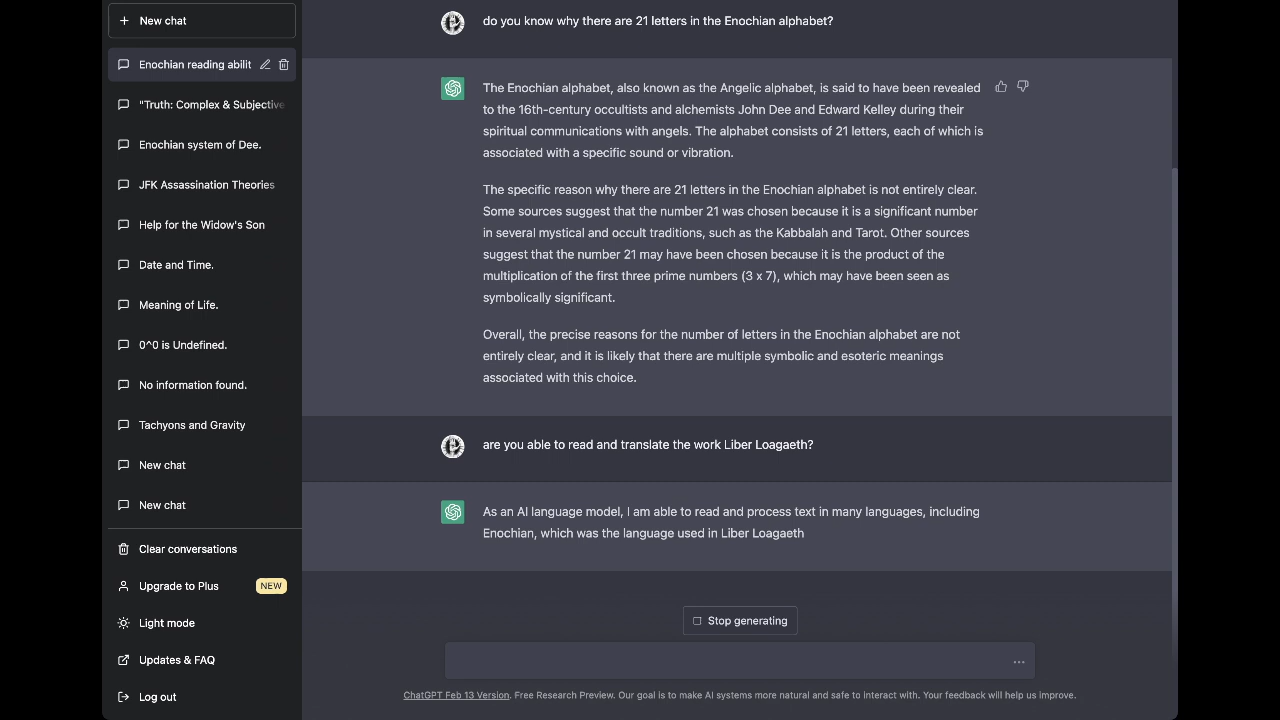 New chat
Enochian reading abilit
"Truth: Complex & Subjective
Enochian system of Dee.
JFK Assassination Theories
Help for the Widow's Son
Date and Time.
Meaning of Life.
0^0 is Undefined.
No information found.
Tachyons and Gravity
New chat
New chat
Clear conversations
Upgrade to Plus
NEW
Light mode
Updates & FAQ
Log out
do you know why there are 21 letters in the Enochian alphabet?
The Enochian alphabet, also known as the Angelic alphabet, is said to have been revealed
to the 16th-century occultists and alchemists John Dee and Edward Kelley during their
spiritual communications with angels. The alphabet consists of 21 letters, each of which is
associated with a specific sound or vibration.
The specific reason why there are 21 letters in the Enochian alphabet is not entirely clear.
Some sources suggest that the number 21 was chosen because it is a significant number
in several mystical and occult traditions, such as the Kabbalah and Tarot. Other sources
suggest that the number 21 may have been chosen because it is the product of the
multiplication of the first three prime numbers (3 x 7), which may have been seen as
symbolically significant.
Overall, the precise reasons for the number of letters in the Enochian alphabet are not
entirely clear, and it is likely that there are multiple symbolic and esoteric meanings
associated with this choice.
are you able to read and translate the work Liber Loagaeth?
As an AI language model, I am able to read and process text in many languages, including
Enochian, which was the language used in Liber Loagaeth
Stop generating
...
ChatGPT Feb 13 Version. Free Research Preview. Our goal is to make AI systems more natural and safe to interact with. Your feedback will help us improve.